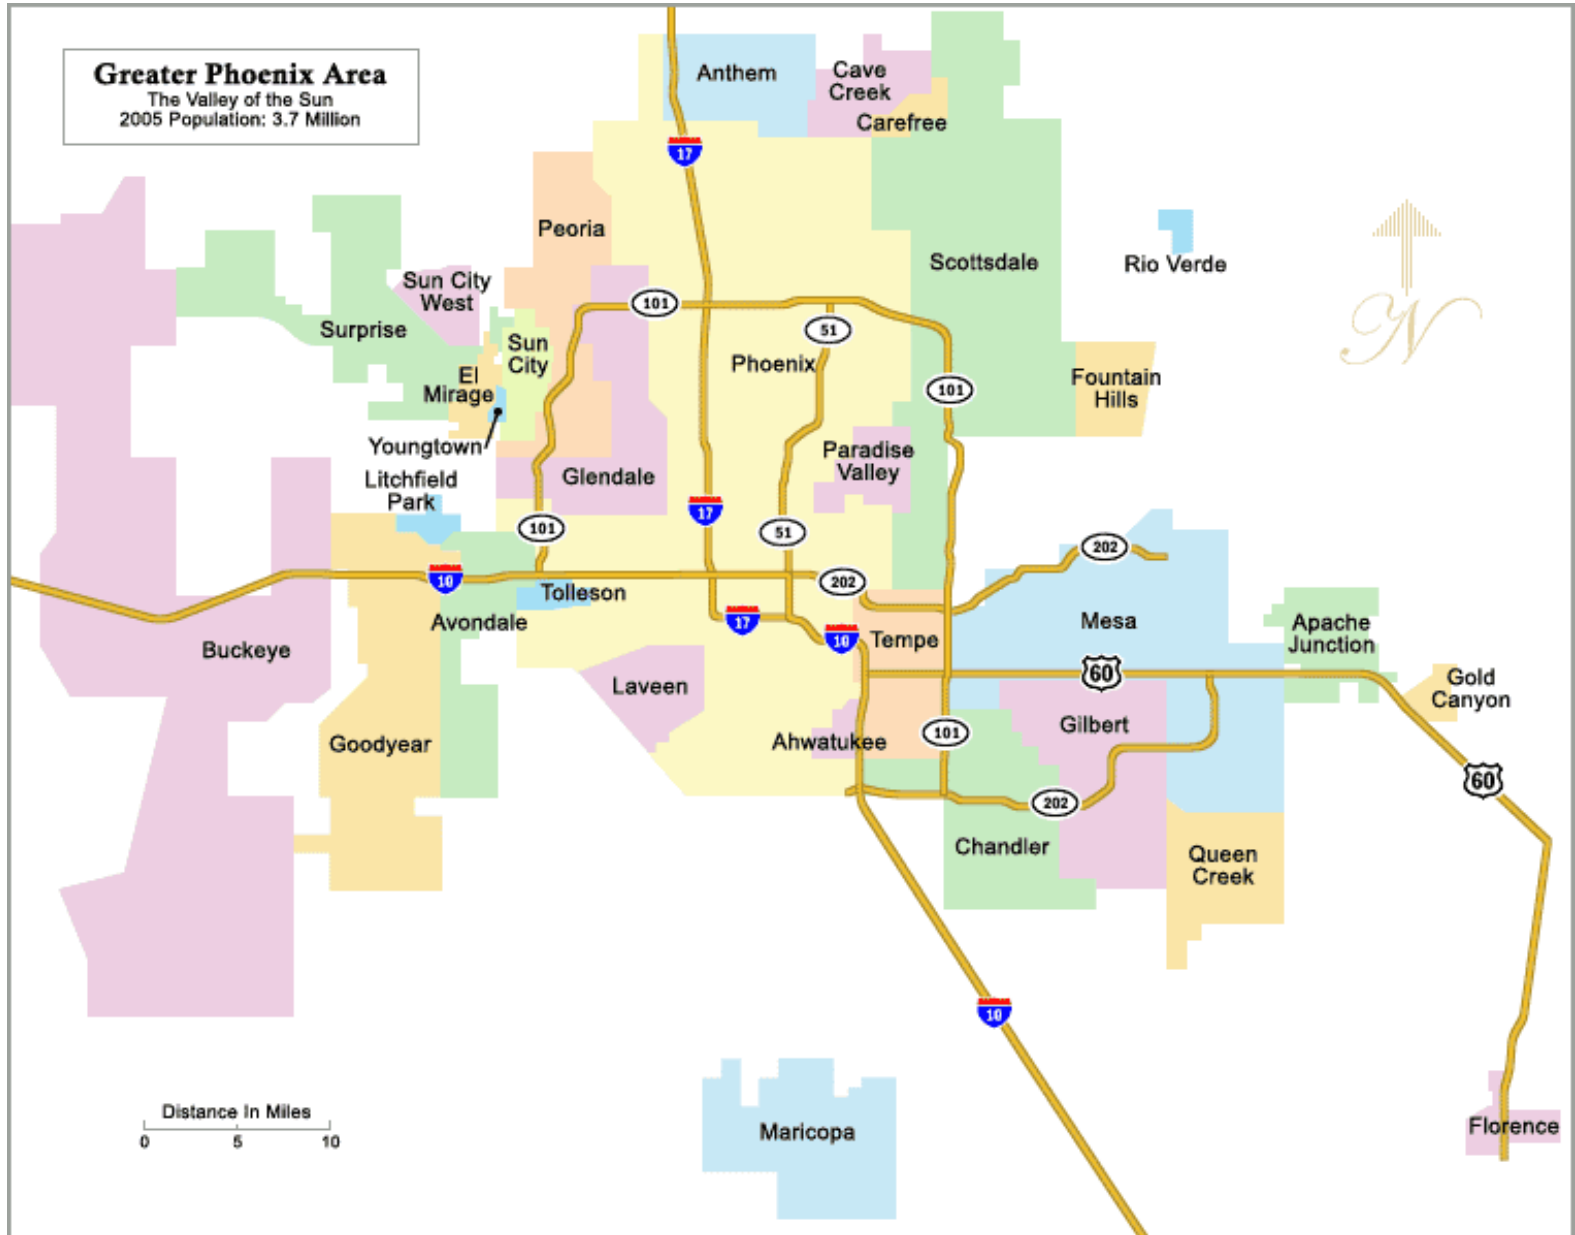 Greater Phoenix Area
The Valley of the Sun
2005 Population: 3.7 Million
Anthem
Cave
Creek
Carefree
17
Peoria
Scottsdale
Rio Verde
Sun City
West
Surprise
101
51
Sun
City
Phoenix
El
Mirage
101
Fountain
Hills
Youngtown
Paradise
Valley
Glendale
Litchfield
Park
17
101
51
202
10
202
Tolleson
Avondale
17
10
Tempe
Mesa
Apache
Junction
Buckeye
60
Laveen
Gold
Canyon
Goodyear
Ahwatukee
101
Gilbert
60
202
Chandler
Queen
Creek
10
N
Distance In Miles
0 5 10
Maricopa
Florence